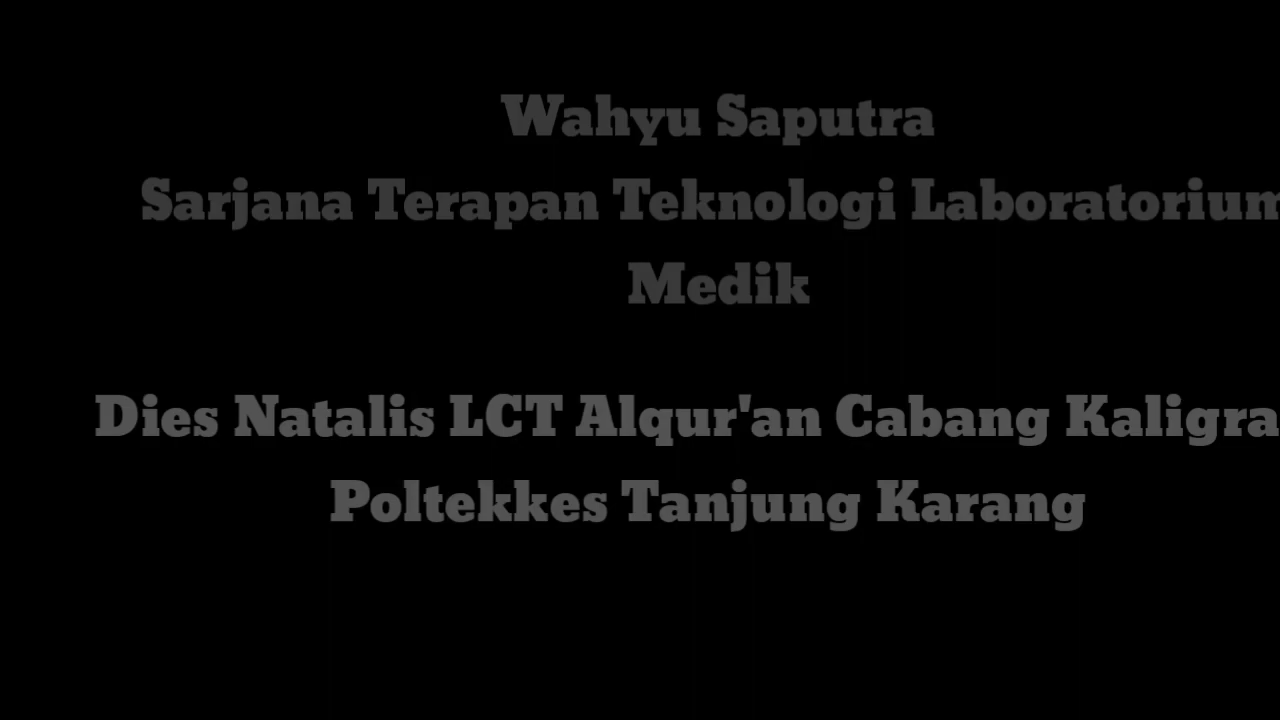 Wahyu Saputra
Sarjana Terapan Teknologi Laboratorium
Medik
Dies Natalis LCT Alqur'an Cabang Kaligra
Poltekkes Tanjung Karang